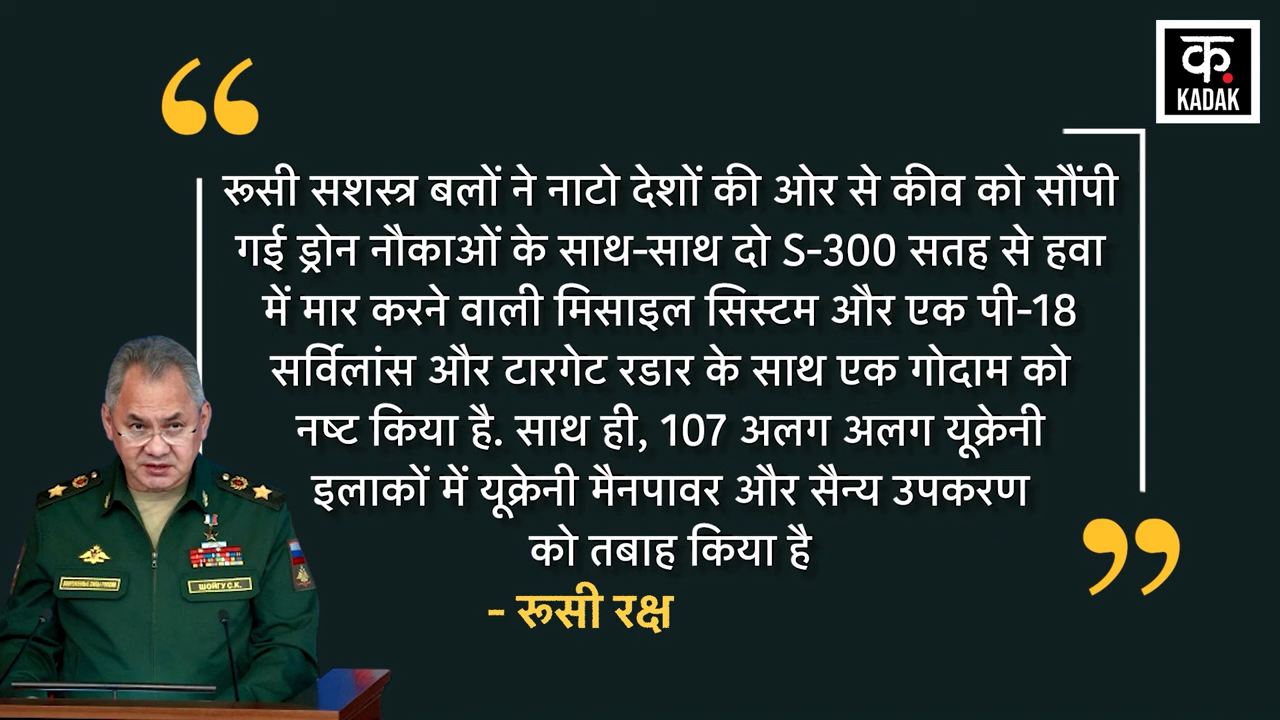 क
KADAK
रूसी सशस्त्र बलों ने नाटो देशों की ओर से कीव को सौंपी
गई ड्रोन नौकाओं के साथ-साथ दो S-300 सतह से हवा
में मार करने वाली मिसाइल सिस्टम और एक पी-18
सर्विलांस और टारगेट रडार के साथ एक गोदाम को
नष्ट किया है. साथ ही, 107 अलग अलग यूक्रेनी
इलाकों में यूक्रेनी मैनपावर और सैन्य उपकरण
को तबाह किया है
- रूसी रक्ष
ШОЙГУ С.К.